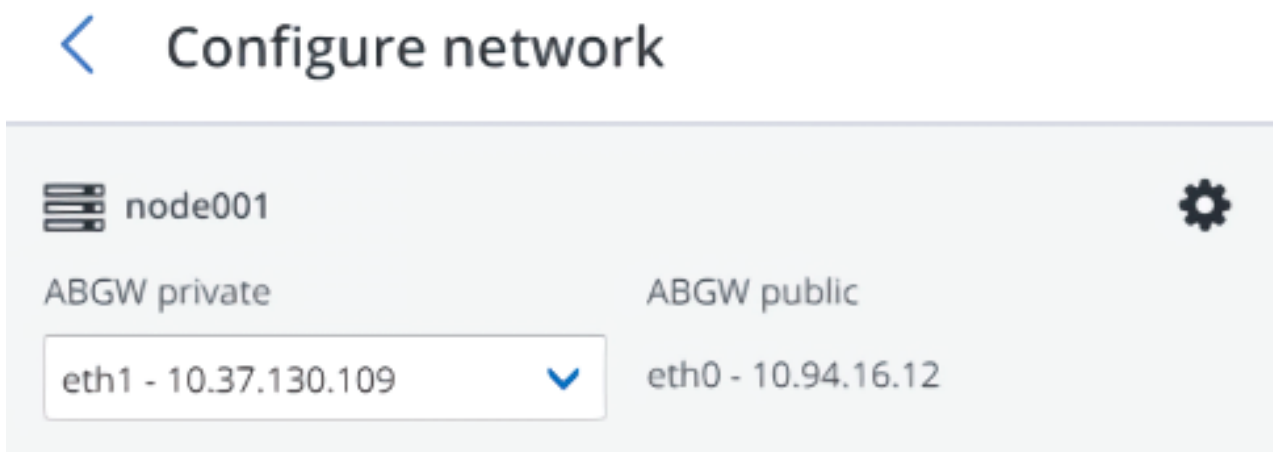 Configure network
node001
ABGW private
ABGW public
eth1 - 10.37.130.109
eth0 - 10.94.16.12